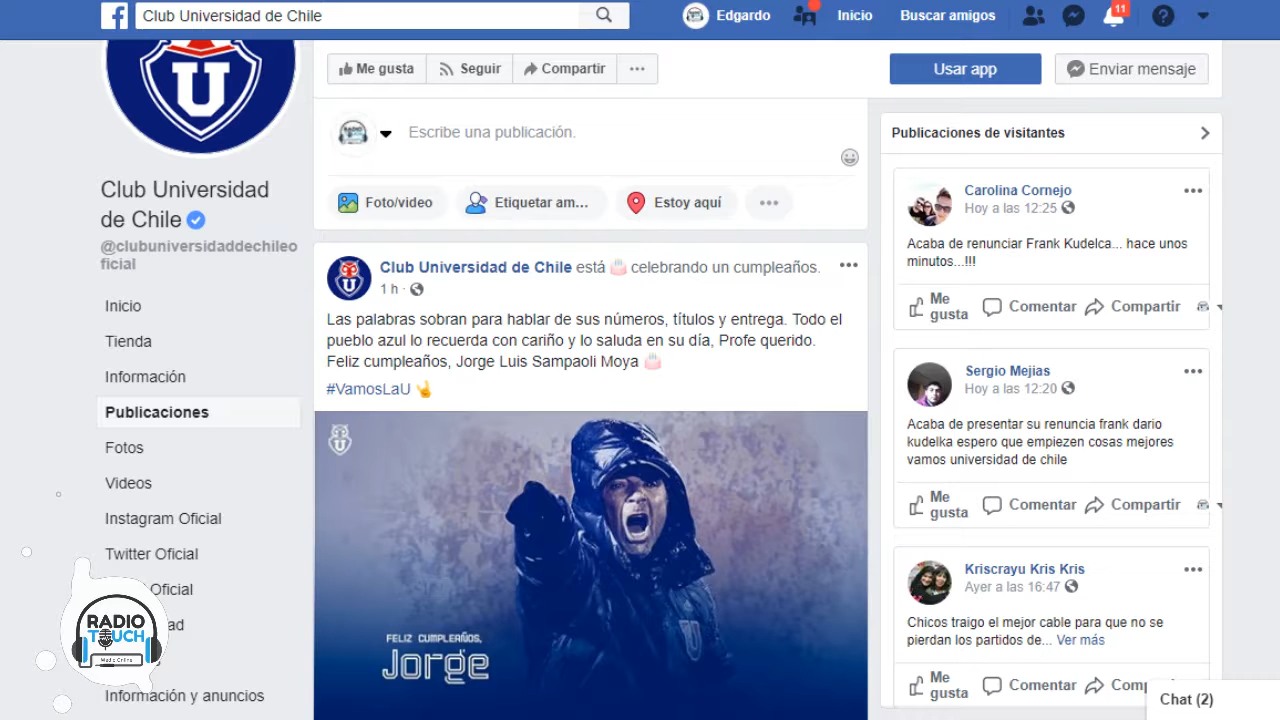 Club Universidad de Chile
Edgardo
Inicio
Buscar amigos
11
Me gusta
Seguir
Compartir
Usar app
Enviar mensaje
U
Escribe una publicación.
Foto/video
Etiquetar am...
Estoy aquí
Club Universidad
de Chile
@clubuniversidaddechileo
ficial
Inicio
Tienda
Información
Publicaciones
Fotos
Videos
Instagram Oficial
Twitter Oficial
Oficial
ad
Información y anuncios
RADIO
TOUCH
Radio Online
Club Universidad de Chile está celebrando un cumpleaños.
1 h
Las palabras sobran para hablar de sus números, títulos y entrega. Todo el
pueblo azul lo recuerda con cariño y lo saluda en su día, Profe querido.
Feliz cumpleaños, Jorge Luis Sampaoli Moya
#VamosLaU
FELIZ CUMPLEAÑOS,
Jorge
Publicaciones de visitantes
Carolina Cornejo
Hoy a las 12:25
Acaba de renunciar Frank Kudelca... hace unos
minutos...!!!
Me gusta
Comentar
Compartir
Sergio Mejias
Hoy a las 12:20
Acaba de presentar su renuncia frank dario
kudelka espero que empiezen cosas mejores
vamos universidad de chile
Me gusta
Comentar
Compartir
Kriscrayu Kris Kris
Ayer a las 16:47
Chicos traigo el mejor cable para que no se
pierdan los partidos de... Ver más
Me gusta
Comentar
Comp
Chat (2)